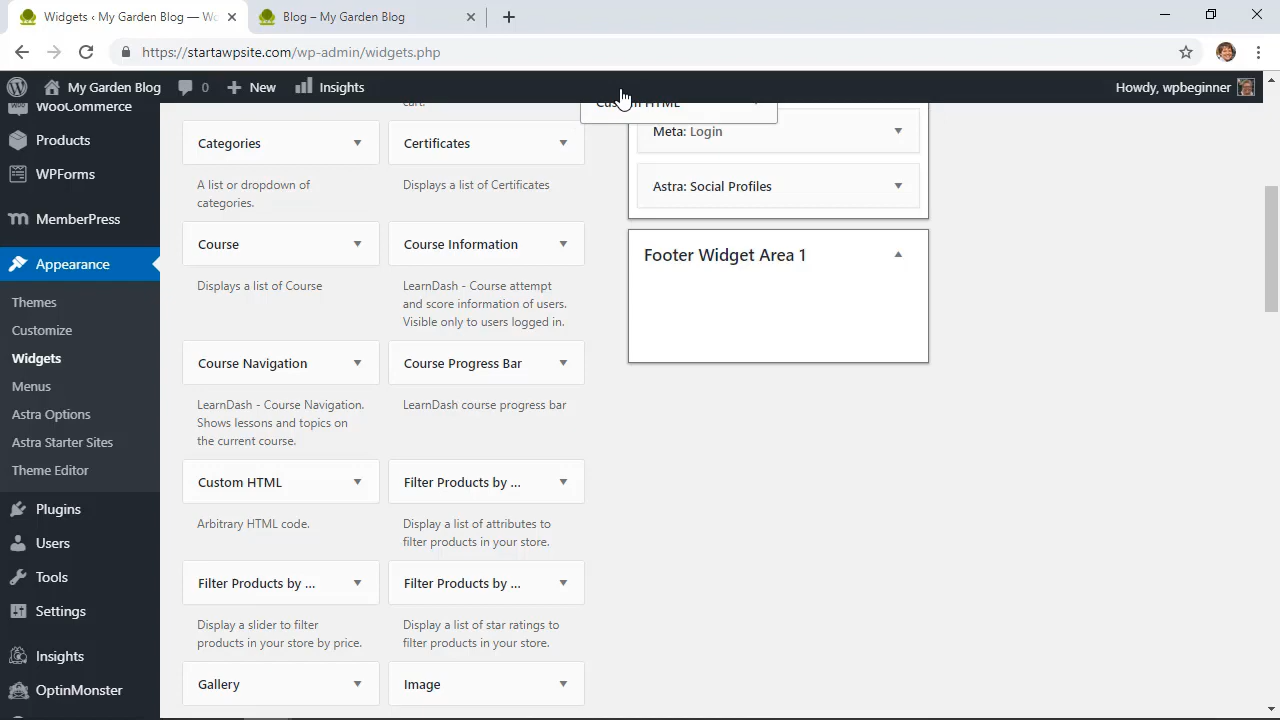 Widgets ‹ My Garden Blog — Wo
Blog – My Garden Blog
https://startawpsite.com/wp-admin/widgets.php
My Garden Blog
0
New
Insights
Howdy, wpbeginner
WooCommerce
Products
WPForms
MemberPress
Appearance
Themes
Customize
Widgets
Menus
Astra Options
Astra Starter Sites
Theme Editor
Plugins
Users
Tools
Settings
Insights
OptinMonster
cart.
Categories
A list or dropdown of
categories.
Certificates
Displays a list of Certificates
Course
Displays a list of Course
Course Information
LearnDash - Course attempt
and score information of users.
Visible only to users logged in.
Course Navigation
LearnDash - Course Navigation.
Shows lessons and topics on
the current course.
Course Progress Bar
LearnDash course progress bar
Custom HTML
Arbitrary HTML code.
Filter Products by ...
Display a list of attributes to
filter products in your store.
Filter Products by ...
Display a slider to filter
products in your store by price.
Filter Products by ...
Display a list of star ratings to
filter products in your store.
Gallery
Image
Custom HTML
Meta: Login
Astra: Social Profiles
Footer Widget Area 1